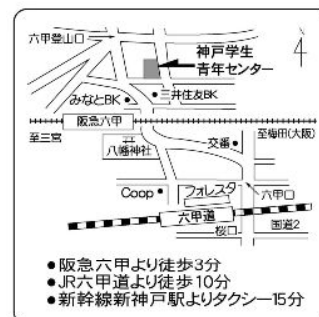 六甲登山口
神戸学生
青年センター
みなとBK
三井住友BK
阪急六甲
至三宮
至梅田(大阪)
八幡神社
交番
Coop
フォレスタ
六甲口
六甲道
桜口
国道2
●阪急六甲より徒歩3分
●JR六甲道より徒歩10分
●新幹線新神戸駅よりタクシー15分